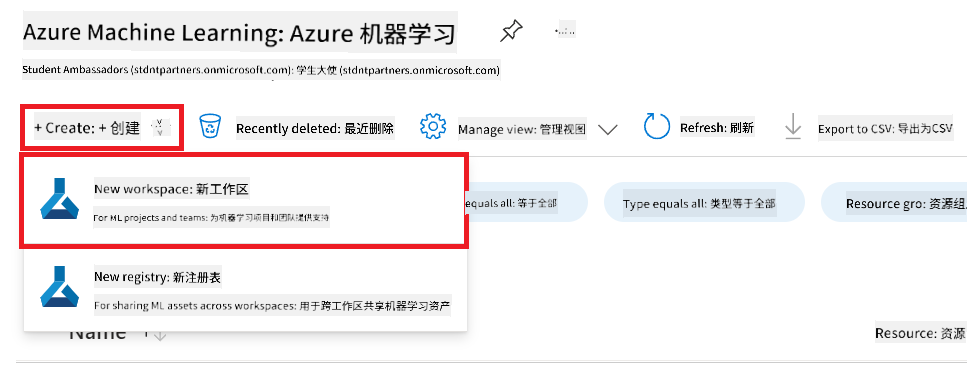 Azure Machine Learning: Azure 机器学习
Student Ambassadors (stdntpartners.onmicrosoft.com): 学生大使 (stdntpartners.onmicrosoft.com)
+ Create: + 创建
Recently deleted: 最近删除
Manage view: 管理视图
Refresh: 刷新
Export to CSV: 导出为CSV
New workspace: 新工作区
For ML projects and teams: 为机器学习项目和团队提供支持
equals all: 等于全部
Type equals all: 类型等于全部
Resource gro: 资源组
New registry: 新注册表
For sharing ML assets across workspaces: 用于跨工作区共享机器学习资产
Name
Resource: 资源